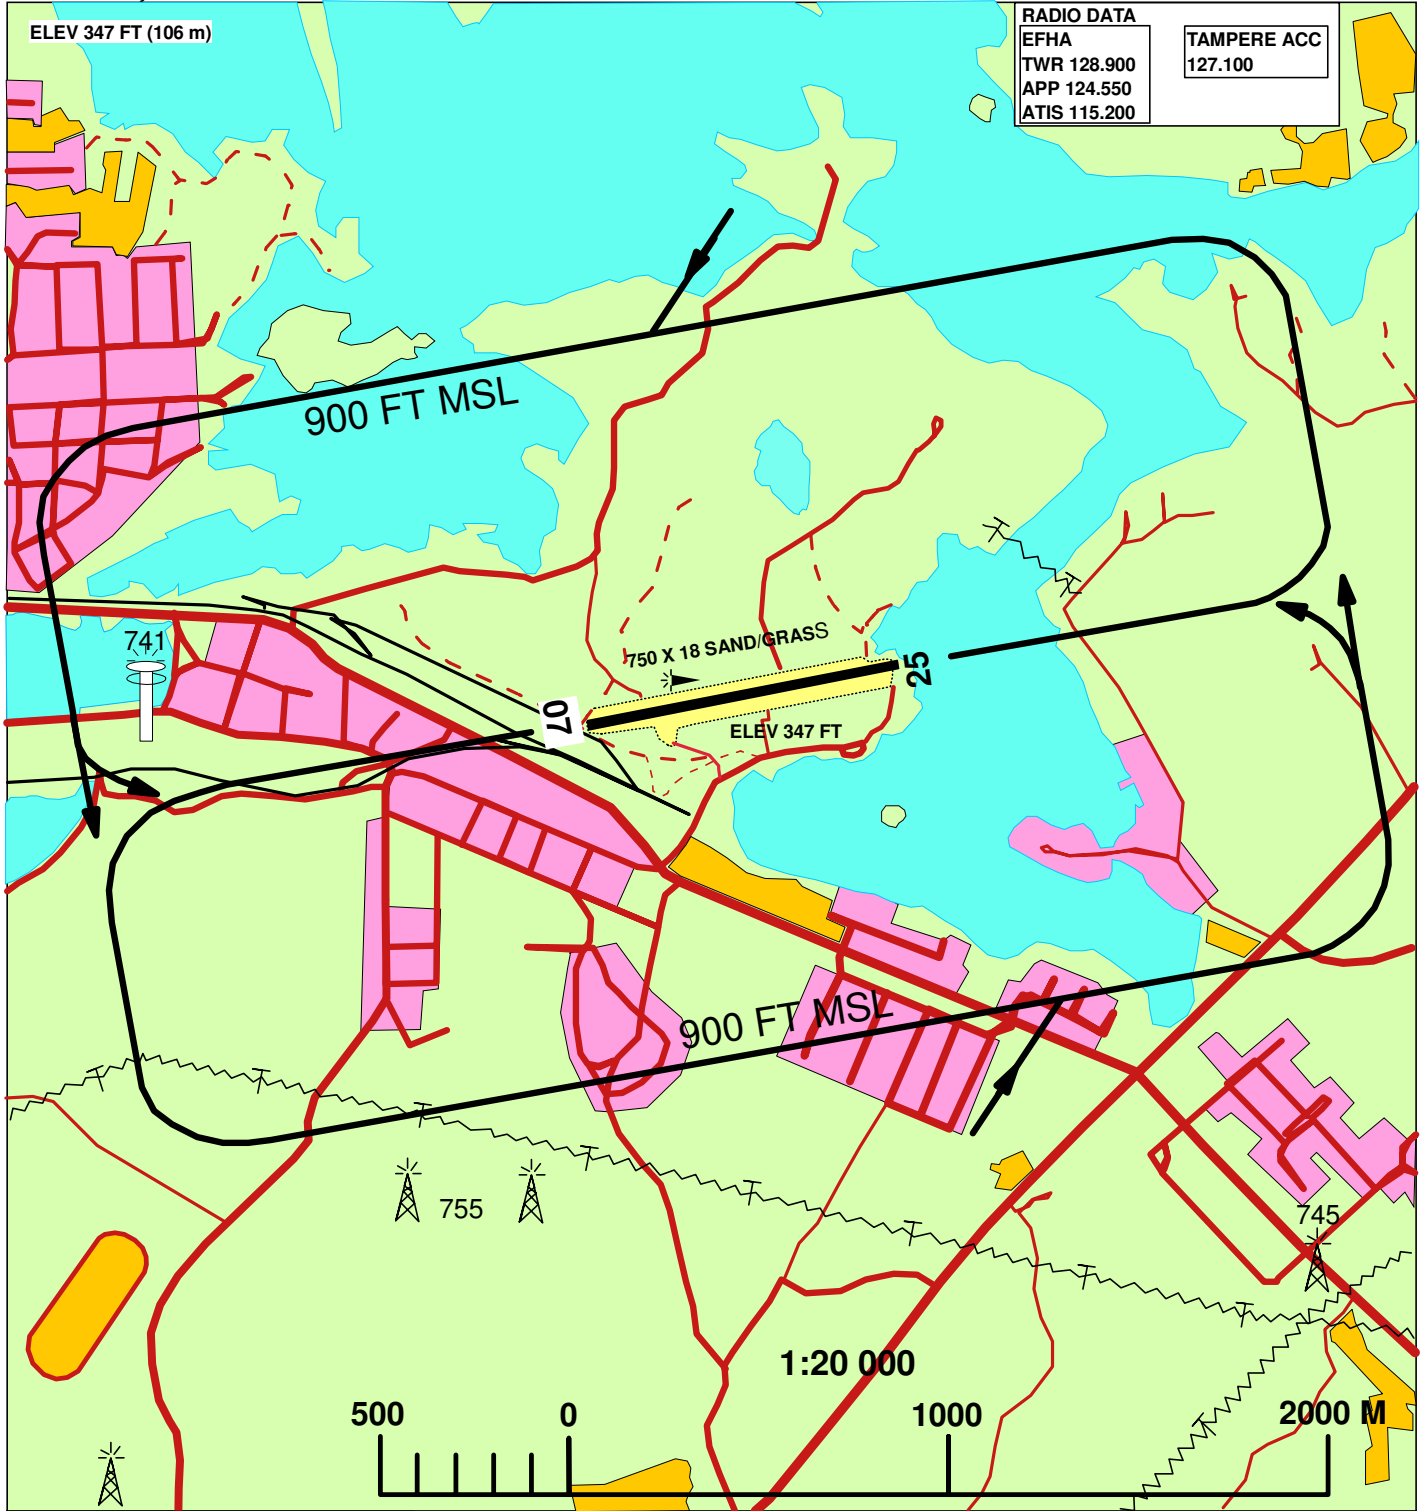 ELEV 347 FT (106 m)
RADIO DATA
EFHA
TWR 128.900
APP 124.550
ATIS 115.200
TAMPERE ACC
127.100
900 FT MSL
741
750 X 18 SAND/GRASS
25
07
ELEV 347 FT
900 FT MSL
755
745
1:20 000
500 0 1000 2000 M